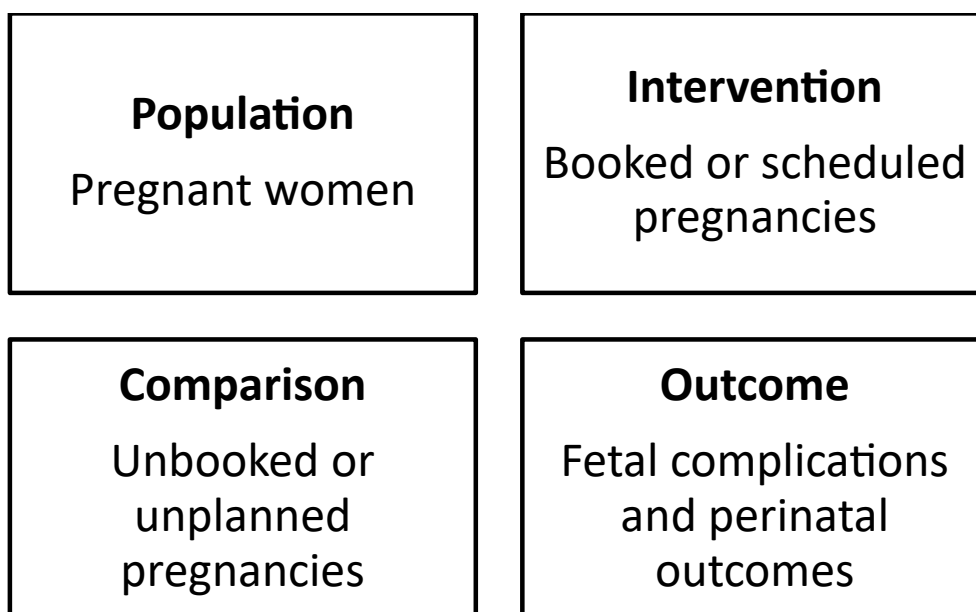 Population
Pregnant women
Intervention
Booked or scheduled
pregnancies
Comparison
Unbooked or
unplanned
pregnancies
Outcome
Fetal complications
and perinatal
outcomes